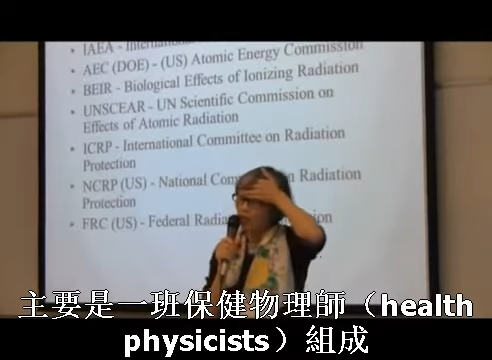 IAEA - International
AEC (DOE) - (US) Atomic Energy Commission
BEIR - Biological Effects of Ionizing Radiation
UNSCEAR - UN Scientific Commission on
Effects of Atomic Radiation
ICRP - International Committee on Radiation
Protection
NCRP (US) - National Radiation
Protection
FRC (US) - Federal
主要是一班保健物理師（health
physicists）組成